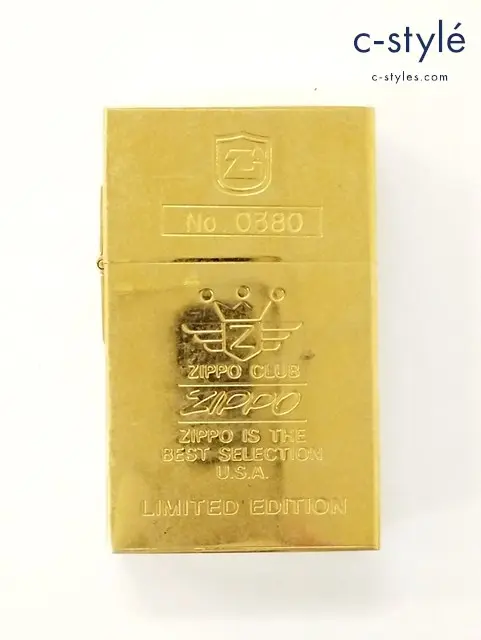 c-stylé
c-styles.com
Z
No. 0380
Z
ZIPPO CLUB
ZIPPO
ZIPPO IS THE
BEST SELECTION
U.S.A.
LIMITED EDITION